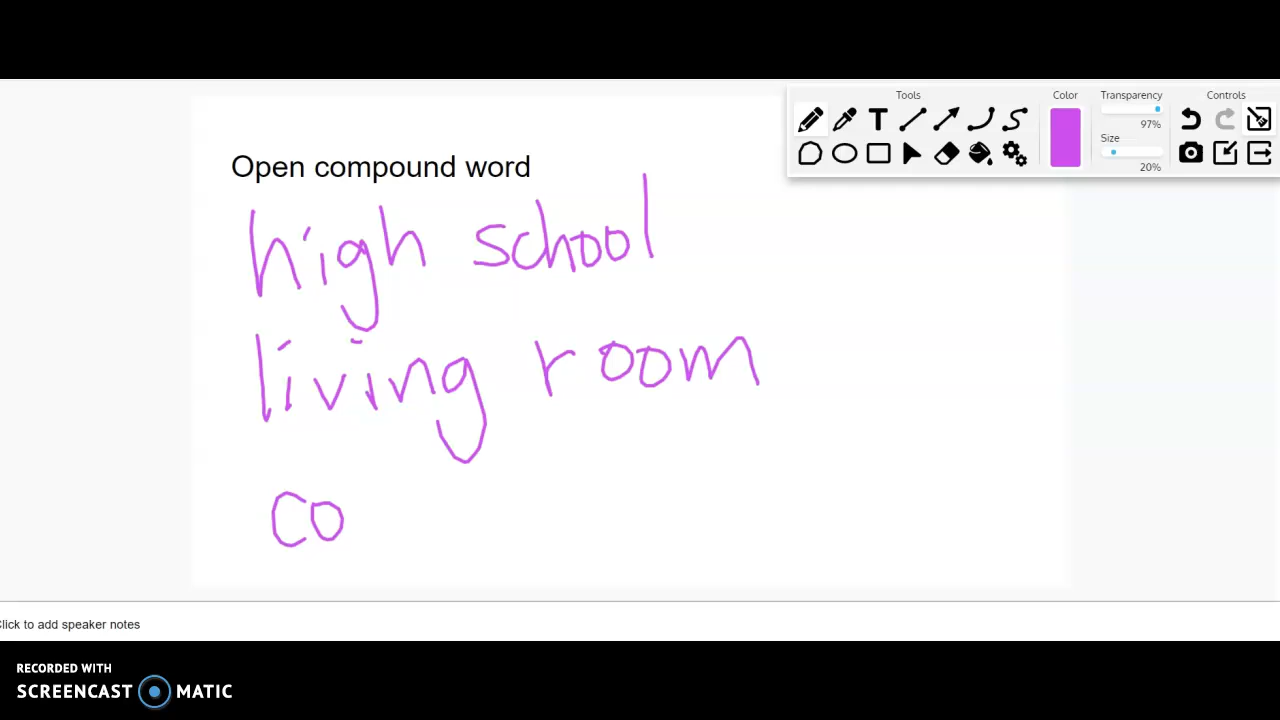 Tools Color Transparency Controls
97%
Size
20%
Open compound word
high school
living room
co
Click to add speaker notes
RECORDED WITH
SCREENCAST MATIC